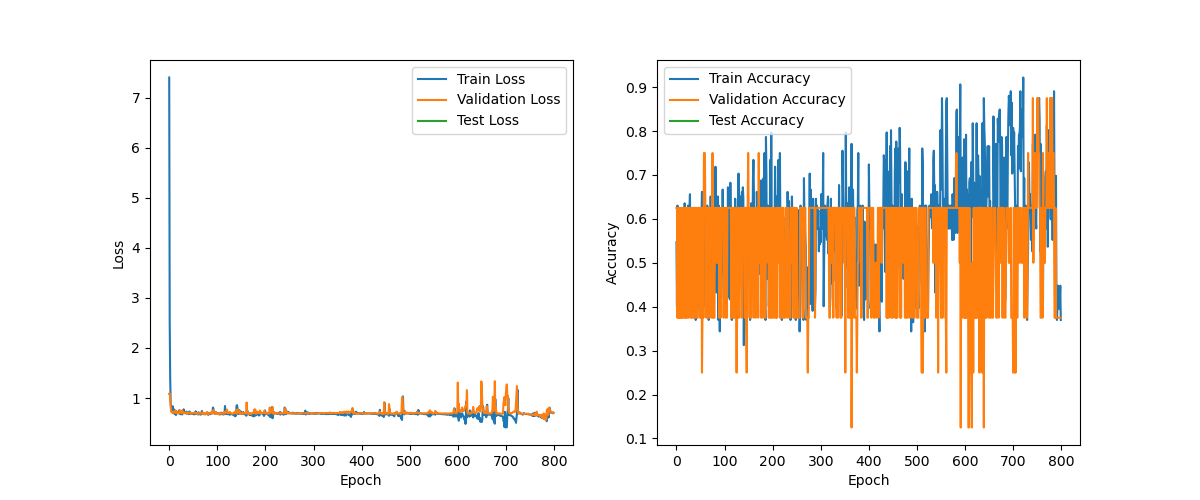 Train Loss
Validation Loss
Test Loss
7
6
5
4
3
2
1
Loss
0 100 200 300 400 500 600 700 800
Epoch
Train Accuracy
Validation Accuracy
Test Accuracy
0.9
0.8
0.7
0.6
0.5
0.4
0.3
0.2
0.1
Accuracy
0 100 200 300 400 500 600 700 800
Epoch